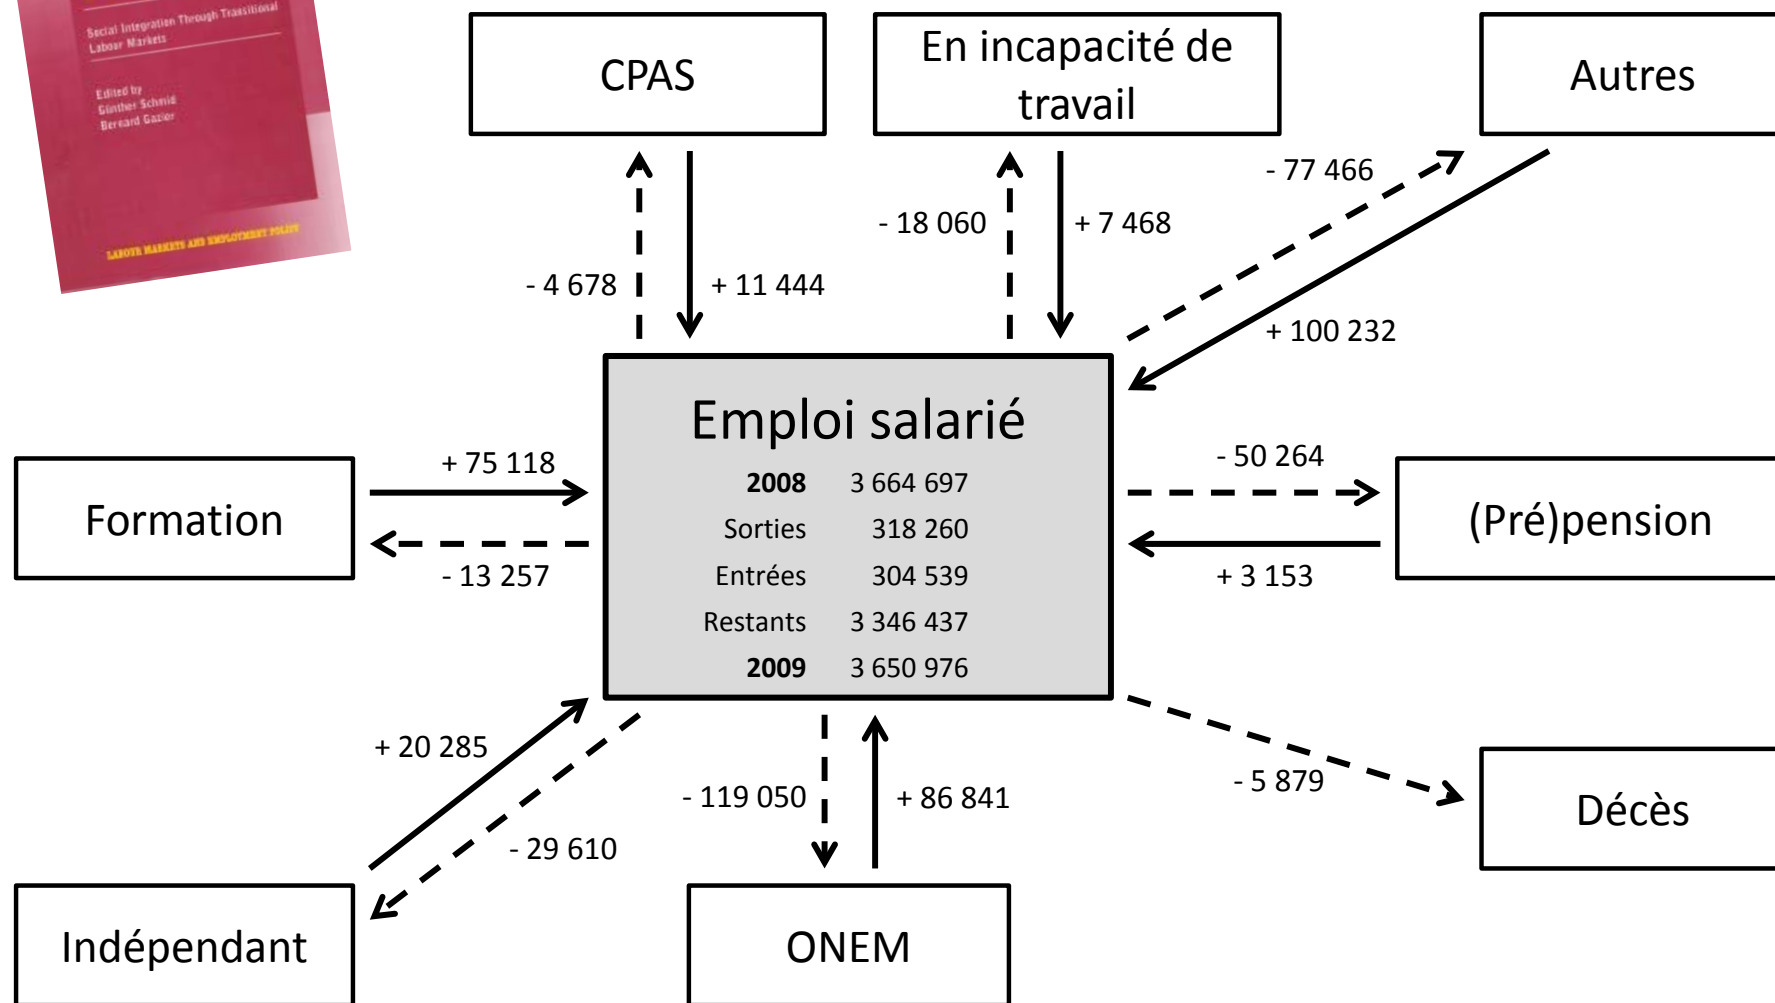 Social Integration Through Transitional
Labour Markets
Edited by
Günther Schmid
Bernard Gazier
LABOUR MARKETS AND EMPLOYMENT POLICY
CPAS
En incapacité de
travail
Autres
- 4 678
+ 11 444
- 18 060
+ 7 468
- 77 466
+ 100 232
Emploi salarié
2008 3 664 697
Sorties 318 260
Entrées 304 539
Restants 3 346 437
2009 3 650 976
Formation
+ 75 118
- 13 257
- 50 264
+ 3 153
(Pré)pension
+ 20 285
- 29 610
- 119 050
+ 86 841
- 5 879
Décès
Indépendant
ONEM